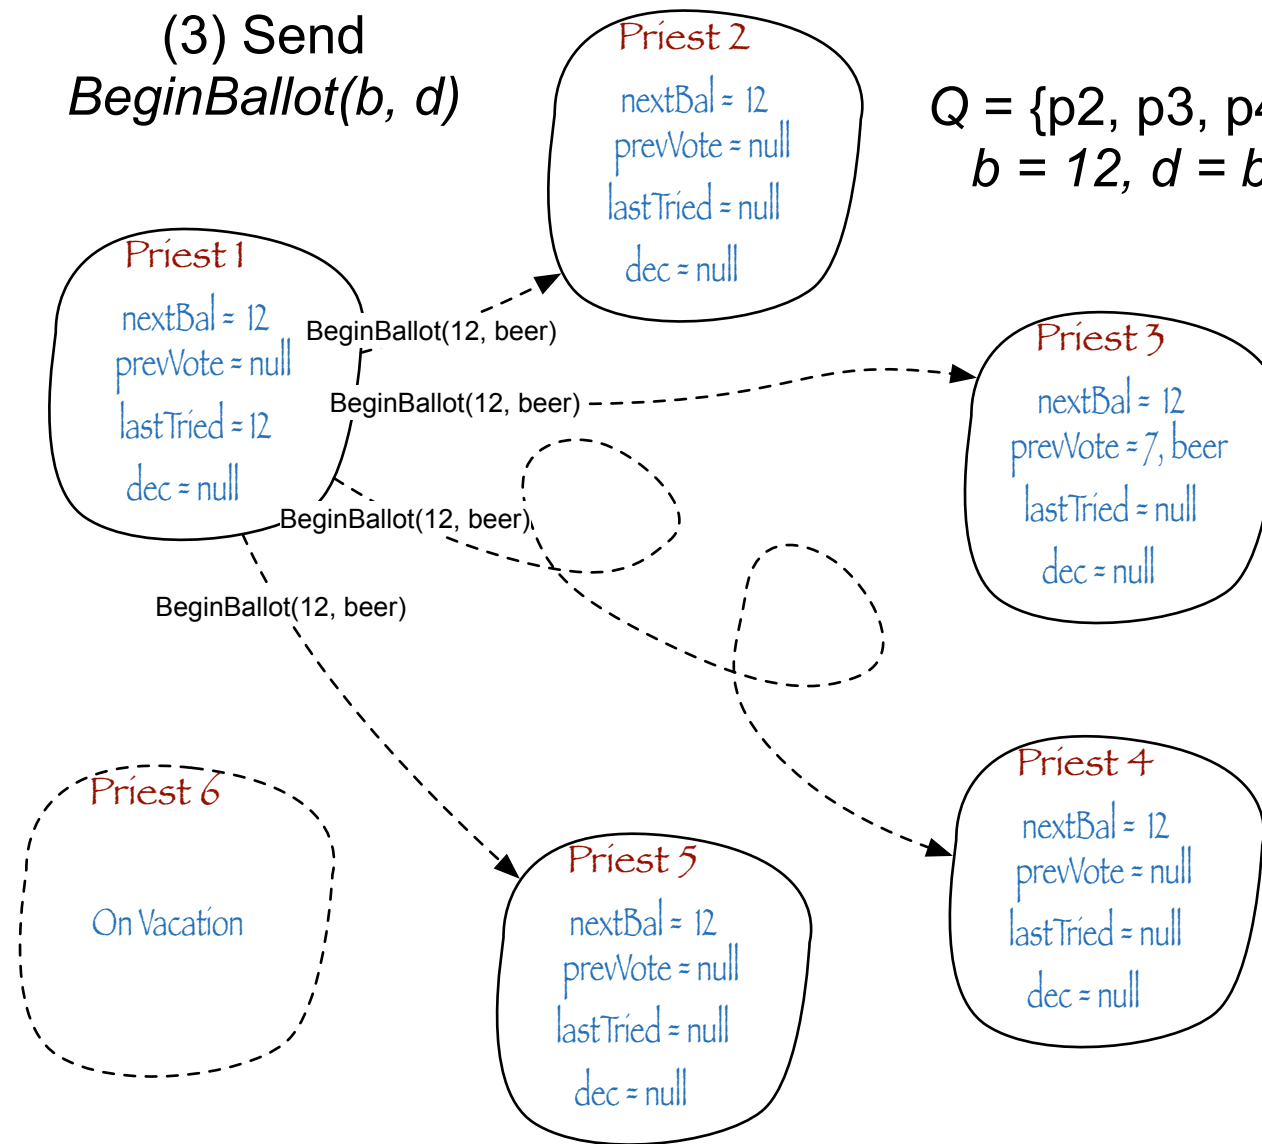 (3) Send
BeginBallot(b, d)
Q = {p2, p3, p4
b = 12, d = b
Priest 2
nextBal = 12
prevVote = null
lastTried = null
dec = null
Priest 1
nextBal = 12
prevVote = null
lastTried = 12
dec = null
BeginBallot(12, beer)
BeginBallot(12, beer)
BeginBallot(12, beer)
BeginBallot(12, beer)
Priest 3
nextBal = 12
prevVote = 7, beer
lastTried = null
dec = null
Priest 6
On Vacation
Priest 5
nextBal = 12
prevVote = null
lastTried = null
dec = null
Priest 4
nextBal = 12
prevVote = null
lastTried = null
dec = null